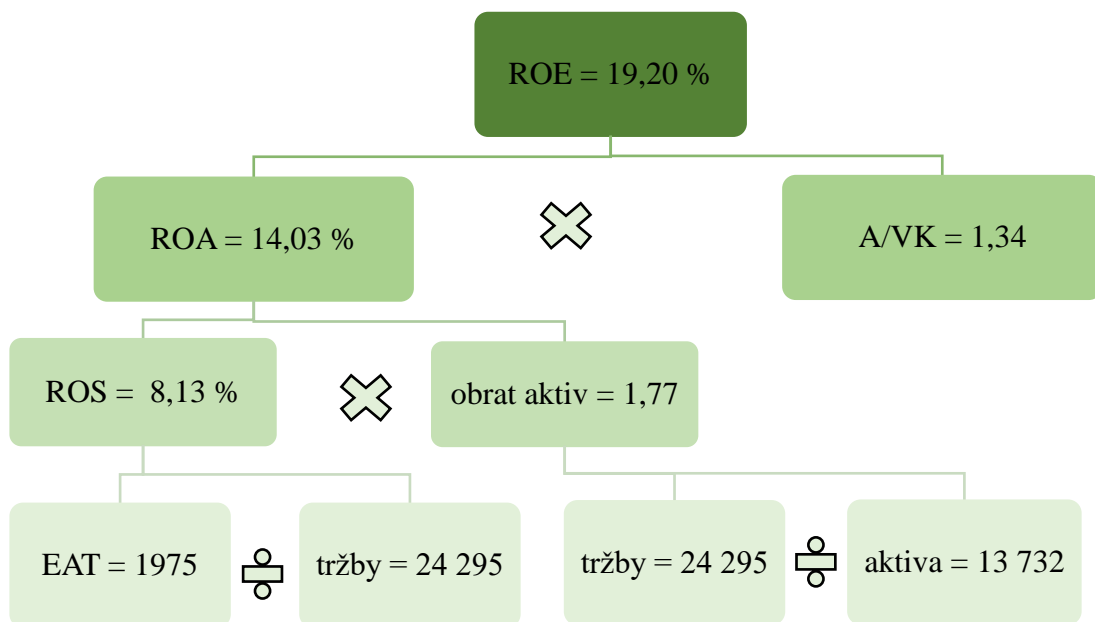 ROE = 19,20 %
ROA = 14,03 %
A/VK = 1,34
ROS =  8,13 %
obrat aktiv = 1,77
EAT = 1975
tržby = 24 295
tržby = 24 295
aktiva = 13 732